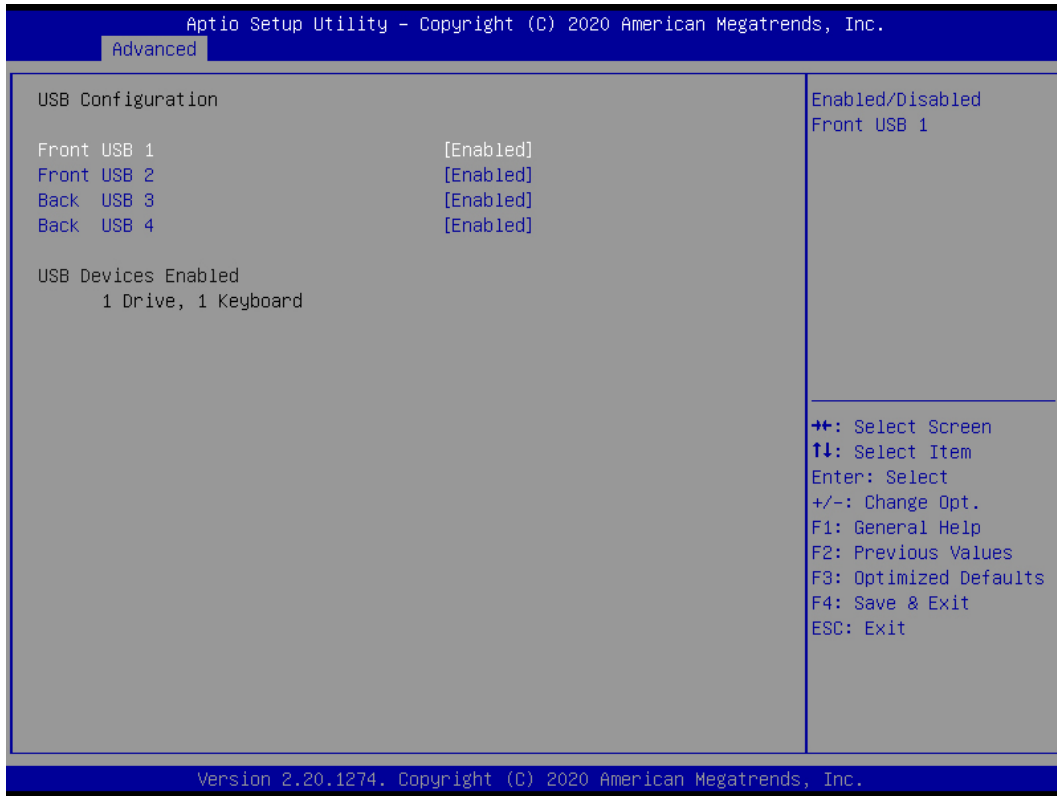 Aptio Setup Utility – Copyright (C) 2020 American Megatrends, Inc.
Advanced
USB Configuration
Front USB 1 [Enabled]
Front USB 2 [Enabled]
Back USB 3 [Enabled]
Back USB 4 [Enabled]
USB Devices Enabled
1 Drive, 1 Keyboard
Enabled/Disabled
Front USB 1
→←: Select Screen
↑↓: Select Item
Enter: Select
+/-: Change Opt.
F1: General Help
F2: Previous Values
F3: Optimized Defaults
F4: Save & Exit
ESC: Exit
Version 2.20.1274. Copyright (C) 2020 American Megatrends, Inc.